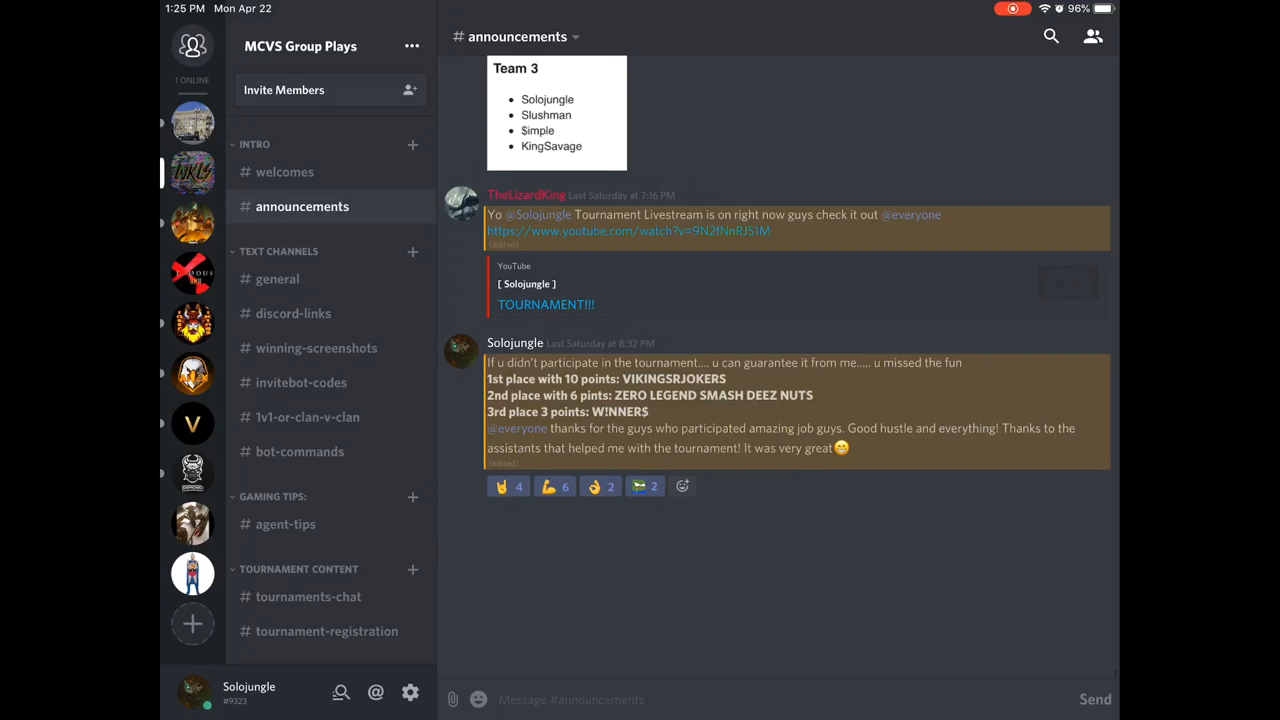 1:25 PM Mon Apr 22
96%
1 ONLINE
V
MCVS Group Plays
Invite Members
INTRO
# welcomes
# announcements
TEXT CHANNELS
# general
# discord-links
# winning-screenshots
# invitebot-codes
# 1v1-or-clan-v-clan
# bot-commands
GAMING TIPS:
# agent-tips
TOURNAMENT CONTENT
# tournaments-chat
# tournament-registration
Solojungle
#9323
# announcements
Team 3
• Solojungle
• Slushman
• $imple
• KingSavage
TheLizardKing Last Saturday at 7:16 PM
Yo @Solojungle Tournament Livestream is on right now guys check it out @everyone
https://www.youtube.com/watch?v=9N2fNnRJS1M
(edited)
YouTube
[ Solojungle ]
TOURNAMENT!!!
Solojungle Last Saturday at 8:32 PM
If u didn't participate in the tournament.... u can guarantee it from me..... u missed the fun
1st place with 10 points: VIKINGSRJOKERS
2nd place with 6 pints: ZERO LEGEND SMASH DEEZ NUTS
3rd place 3 points: W!NNER$
@everyone thanks for the guys who participated amazing job guys. Good hustle and everything! Thanks to the
assistants that helped me with the tournament! It was very great😁
(edited)
🤘 4 💪 6 👌 2 2
Message #announcements
Send